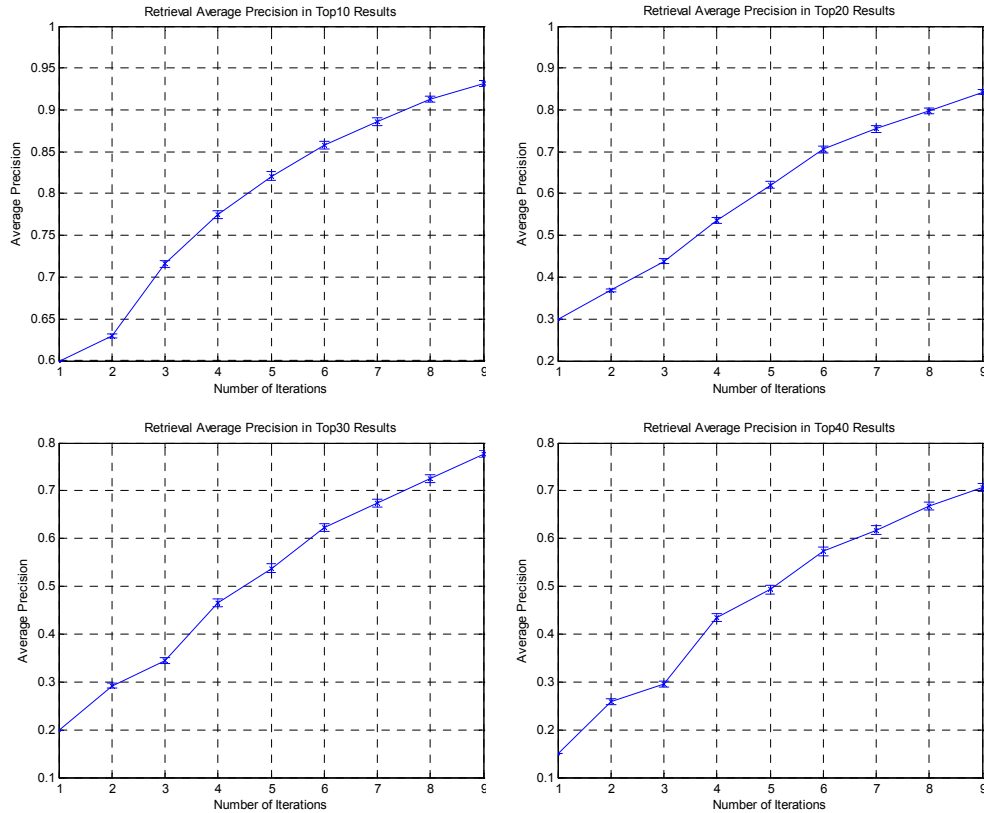 Retrieval Average Precision in Top10 Results
1
0.95
0.9
0.85
0.8
0.75
0.7
0.65
0.6
Average Precision
1 2 3 4 5 6 7 8 9
Number of Iterations
Retrieval Average Precision in Top20 Results
1
0.9
0.8
0.7
0.6
0.5
0.4
0.3
0.2
Average Precision
1 2 3 4 5 6 7 8 9
Number of Iterations
Retrieval Average Precision in Top30 Results
0.8
0.7
0.6
0.5
0.4
0.3
0.2
0.1
Average Precision
1 2 3 4 5 6 7 8 9
Number of Iterations
Retrieval Average Precision in Top40 Results
0.8
0.7
0.6
0.5
0.4
0.3
0.2
0.1
Average Precision
1 2 3 4 5 6 7 8 9
Number of Iterations